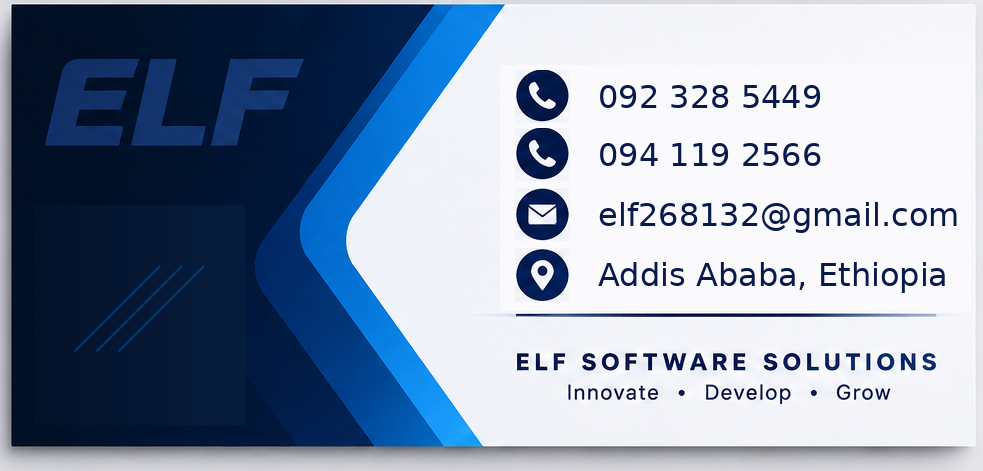 ELF
092 328 5449
094 119 2566
elf268132@gmail.com
Addis Ababa, Ethiopia
ELF SOFTWARE SOLUTIONS
Innovate • Develop • Grow